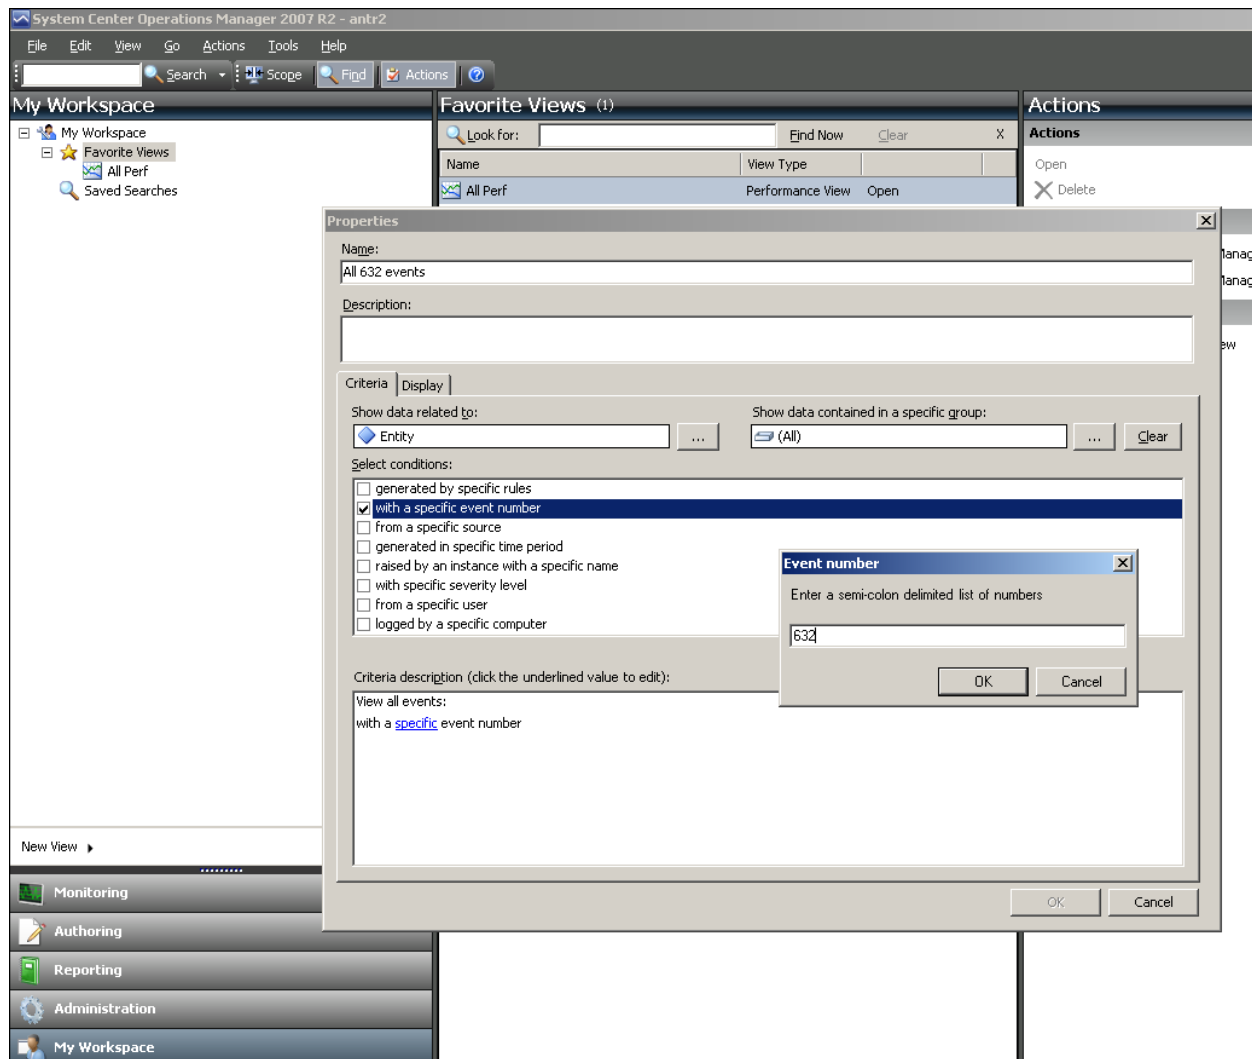 System Center Operations Manager 2007 R2 - antr2
File Edit View Go Actions Tools Help
Search Scope Find Actions
My Workspace
My Workspace
Favorite Views
All Perf
Saved Searches
Favorite Views (1)
Look for: Find Now Clear X
Name View Type
All Perf Performance View Open
Actions
Actions
Open
Delete
Properties
Name:
All 632 events
Description:
Criteria Display
Show data related to: Show data contained in a specific group:
Entity ... (All) ... Clear
Select conditions:
generated by specific rules
with a specific event number
from a specific source
generated in specific time period
raised by an instance with a specific name
with specific severity level
from a specific user
logged by a specific computer
Event number
Enter a semi-colon delimited list of numbers
632
OK Cancel
Criteria description (click the underlined value to edit):
View all events:
with a specific event number
OK Cancel
New View
Monitoring
Authoring
Reporting
Administration
My Workspace